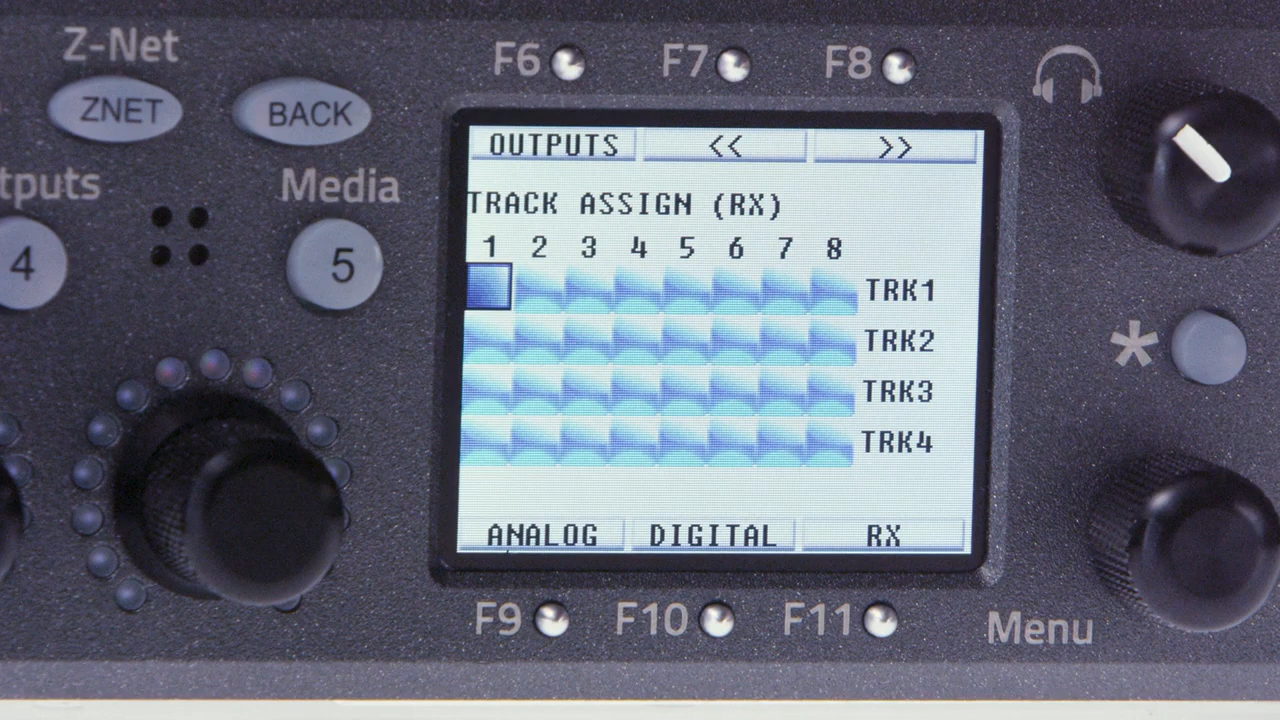 Z-Net
F6 F7 F8
ZNET BACK
OUTPUTS << >>
tputs Media
TRACK ASSIGN (RX)
1 2 3 4 5 6 7 8
4 5
TRK1
TRK2
*
TRK3
TRK4
ANALOG DIGITAL RX
F9 F10 F11 Menu